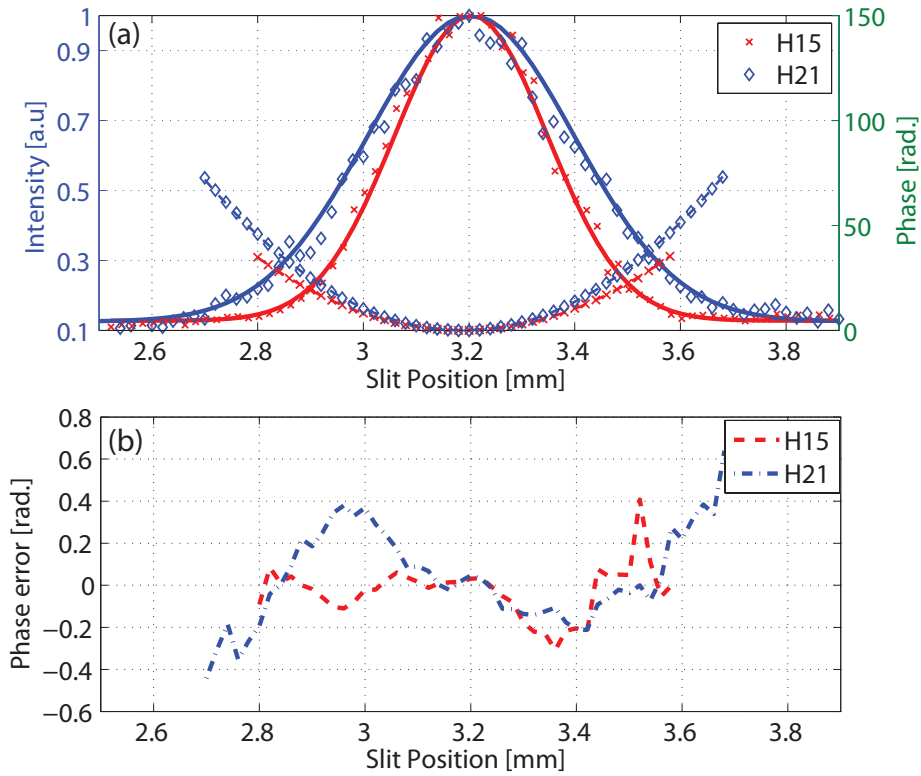 (a)
H15
H21
1
0.9
0.7
0.5
0.3
0.1
Intensity [a.u]
150
100
50
0
Phase [rad.]
2.6
2.8
3.0
3.2
3.4
3.6
3.8
Slit Position [mm]
(b)
H15
H21
0.8
0.6
0.4
0.2
0
−0.2
−0.4
−0.6
Phase error [rad.]
2.6
2.8
3
3.2
3.4
3.6
3.8
Slit Position [mm]